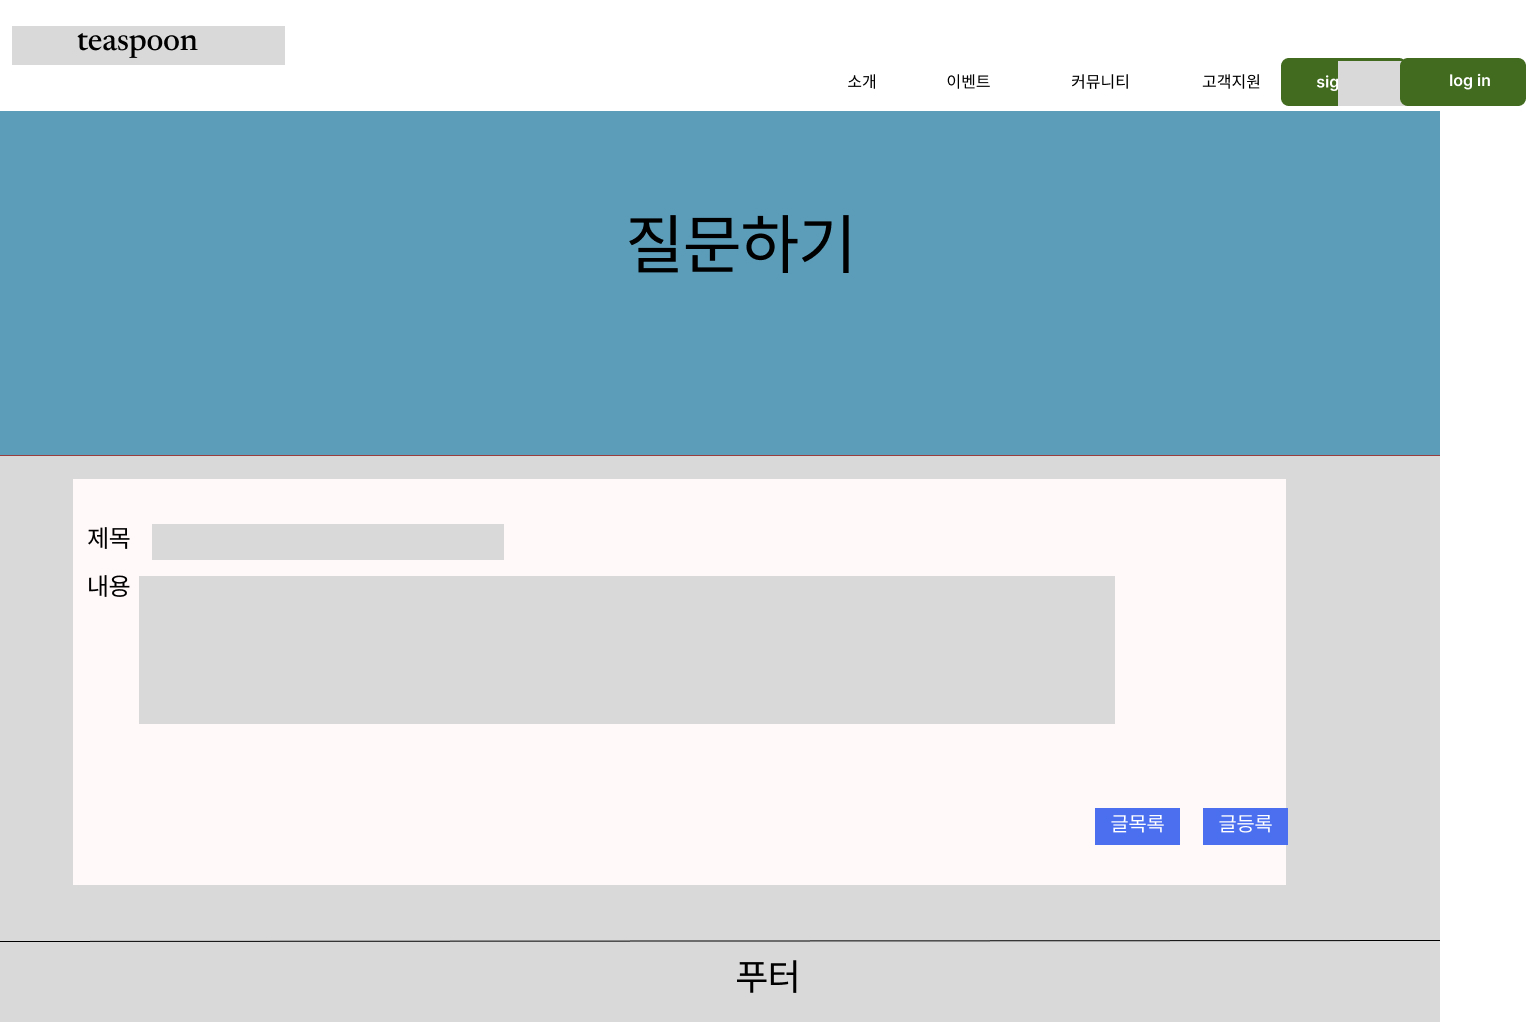 teaspoon
소개 이벤트 커뮤니티 고객지원 sig log in
질문하기
제목
내용
글목록 글등록
푸터